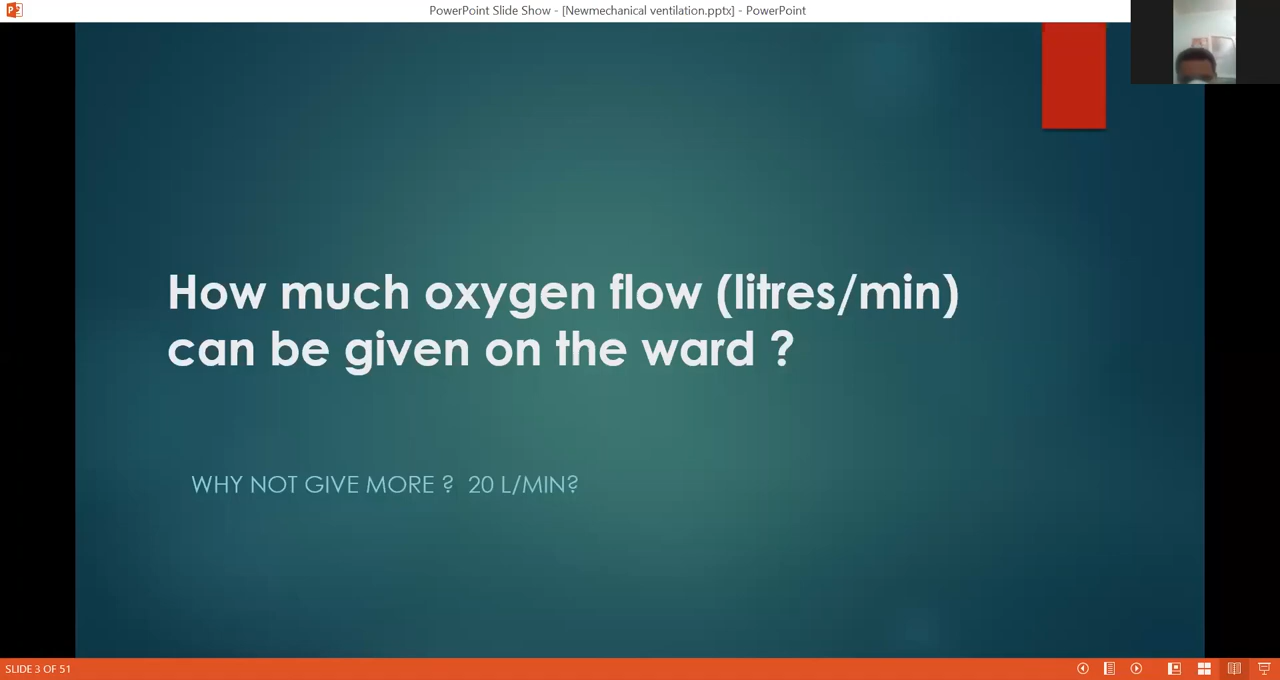 PowerPoint Slide Show - [Newmechanical ventilation.pptx] - PowerPoint
How much oxygen flow (litres/min)
can be given on the ward ?
WHY NOT GIVE MORE ? 20 L/MIN?
SLIDE 3 OF 51